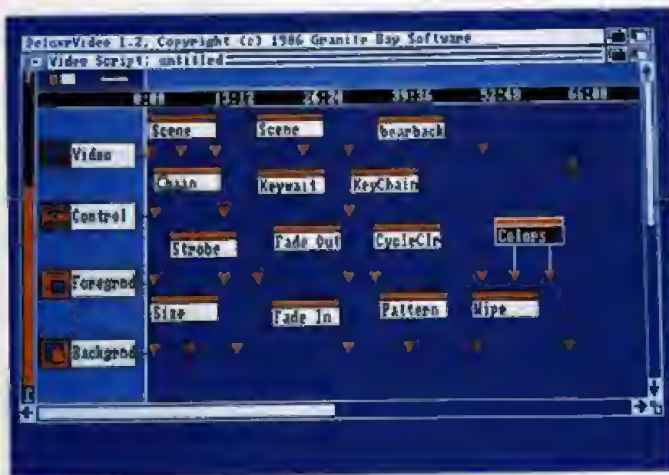 DeluxeVideo 1.2, Copyright (c) 1986 Granite Bay Software
Video Script: untitled
Scene Scene bearback
Video
Chain Keywait KeyChain
Control
Strobe Fade Out CycleClr Colors
Foregrnd
Size Fade In Pattern Wipe
Backgrnd